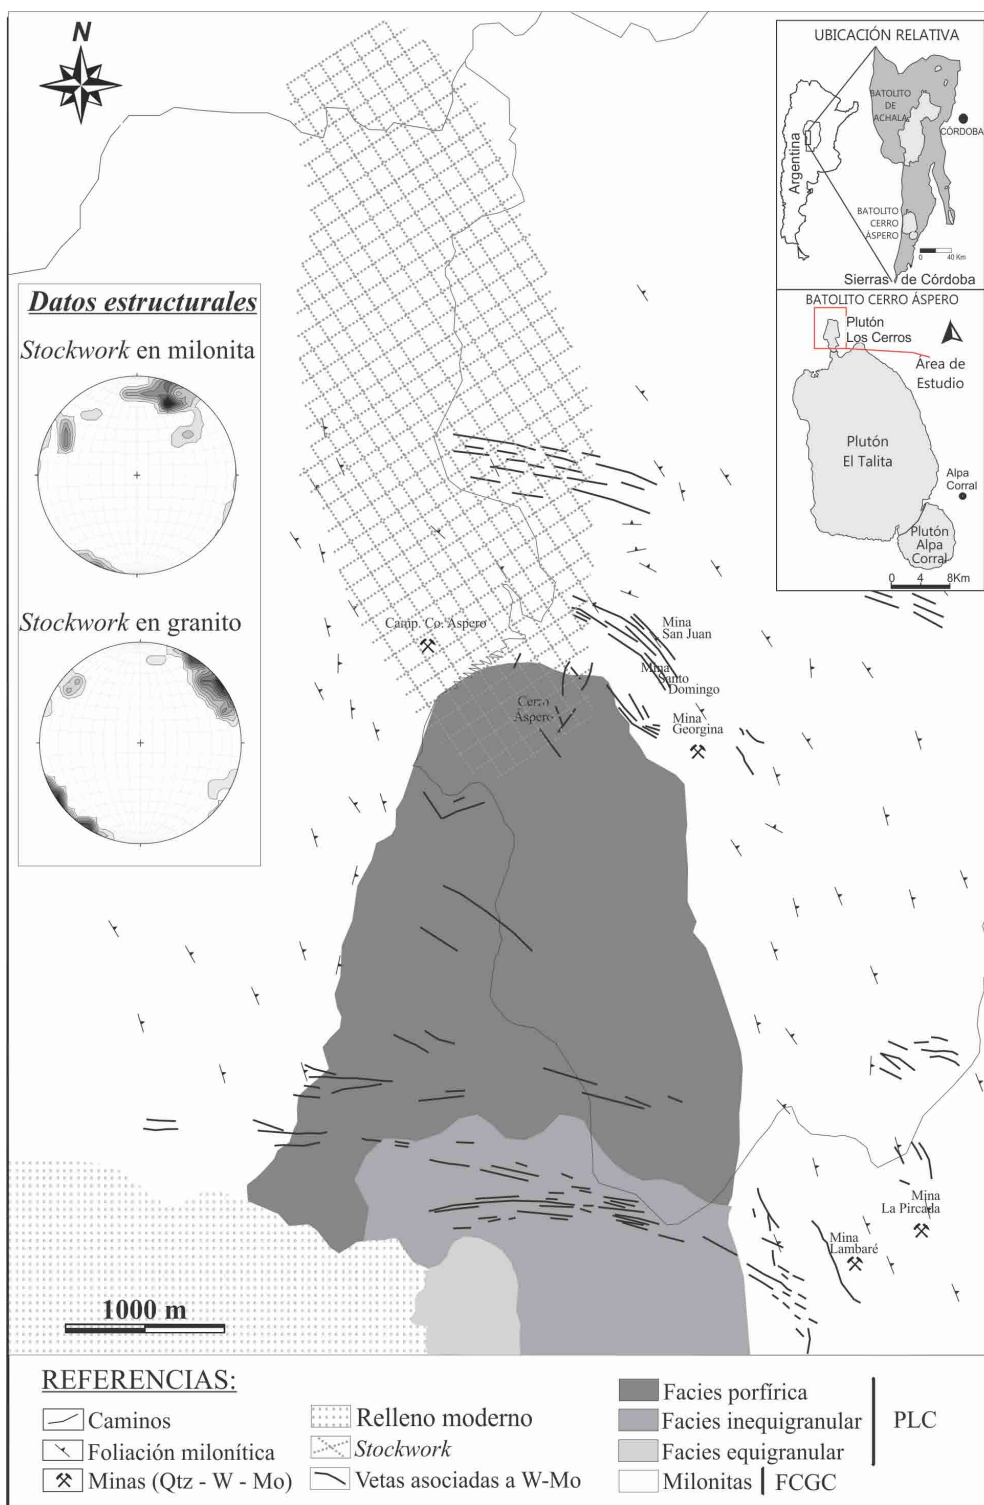 N
UBICACIÓN RELATIVA
BATOLITO
DE
ACHALA
CÓRDOBA
Argentina
BATOLITO
CERRO
ÁSPERO
0 40 Km
Sierras de Córdoba
BATOLITO CERRO ÁSPERO
Plutón
Los Cerros
Área de
Estudio
Plutón
El Talita
Alpa
Corral
Plutón
Alpa
Corral
0 4 8Km
Datos estructurales
Stockwork en milonita
Stockwork en granito
Camp. Co. Aspero
Mina
San Juan
Mina
Santo
Domingo
Cerro
Áspero
Mina
Georgina
Mina
La Pircada
Mina
Lambaré
1000 m
REFERENCIAS:
Caminos
Foliación milonítica
Minas (Qtz - W - Mo)
Relleno moderno
Stockwork
Vetas asociadas a W-Mo
Facies porfírica
Facies inequigranular
Facies equigranular
PLC
Milonitas
FCGC